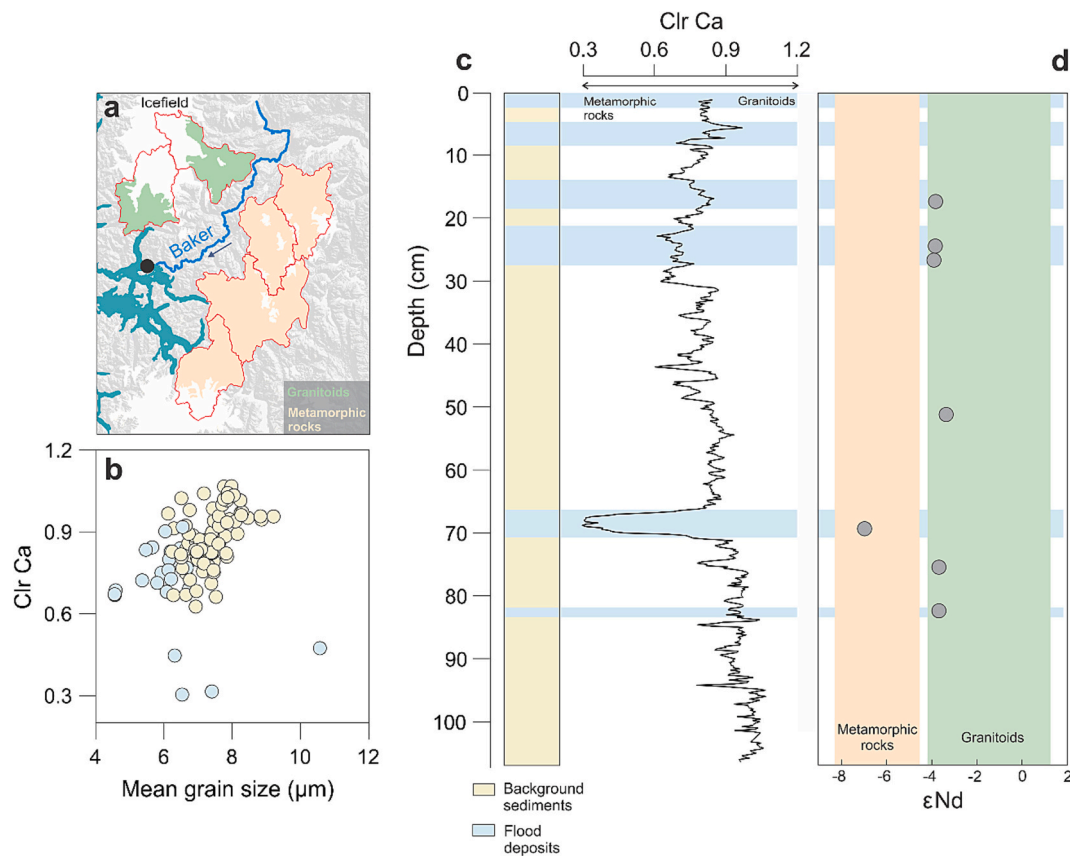 a
Icefield
Baker
Granitoids
Metamorphic
rocks
b
1.2
0.9
0.6
0.3
Clr Ca
4 6 8 10 12
Mean grain size (µm)
c
Clr Ca
0.3 0.6 0.9 1.2
Metamorphic
rocks
Granitoids
0
10
20
30
40
50
60
70
80
90
100
Depth (cm)
Background
sediments
Flood
deposits
d
Metamorphic
rocks
Granitoids
-8 -6 -4 -2 0 2
εNd